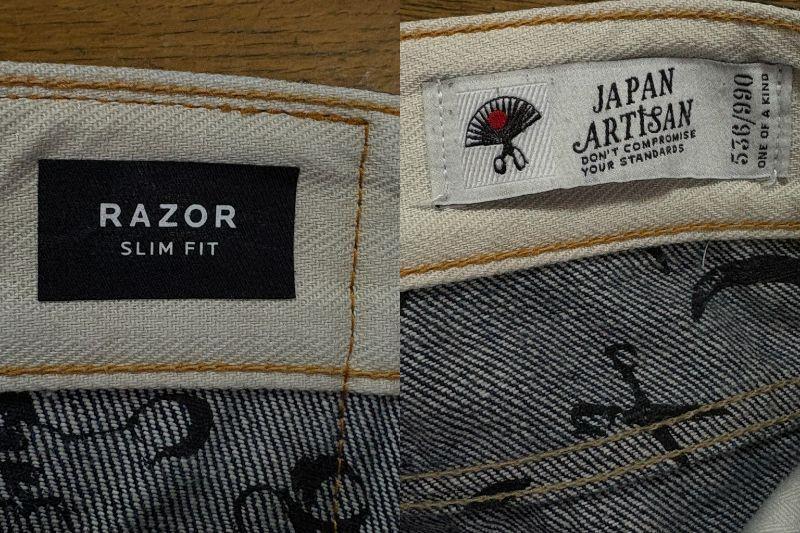 RAZOR
SLIM FIT
JAPAN
ARTISAN
DON'T COMPROMISE
YOUR STANDARDS
536/990
ONE OF A KIND